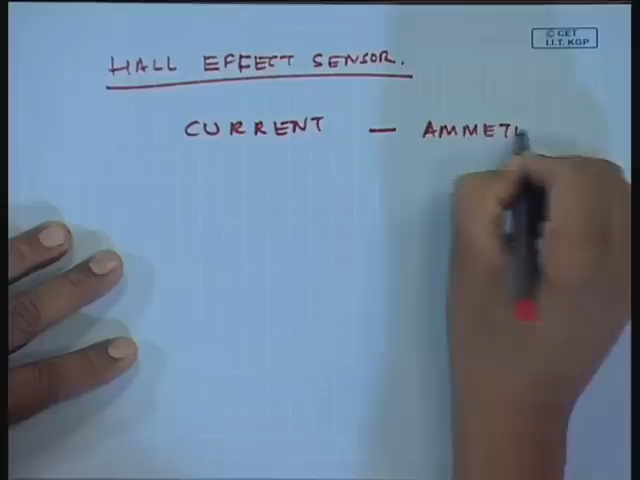 © CET
I.I.T. KGP
HALL EFFECT SENSOR.
CURRENT — AMMET